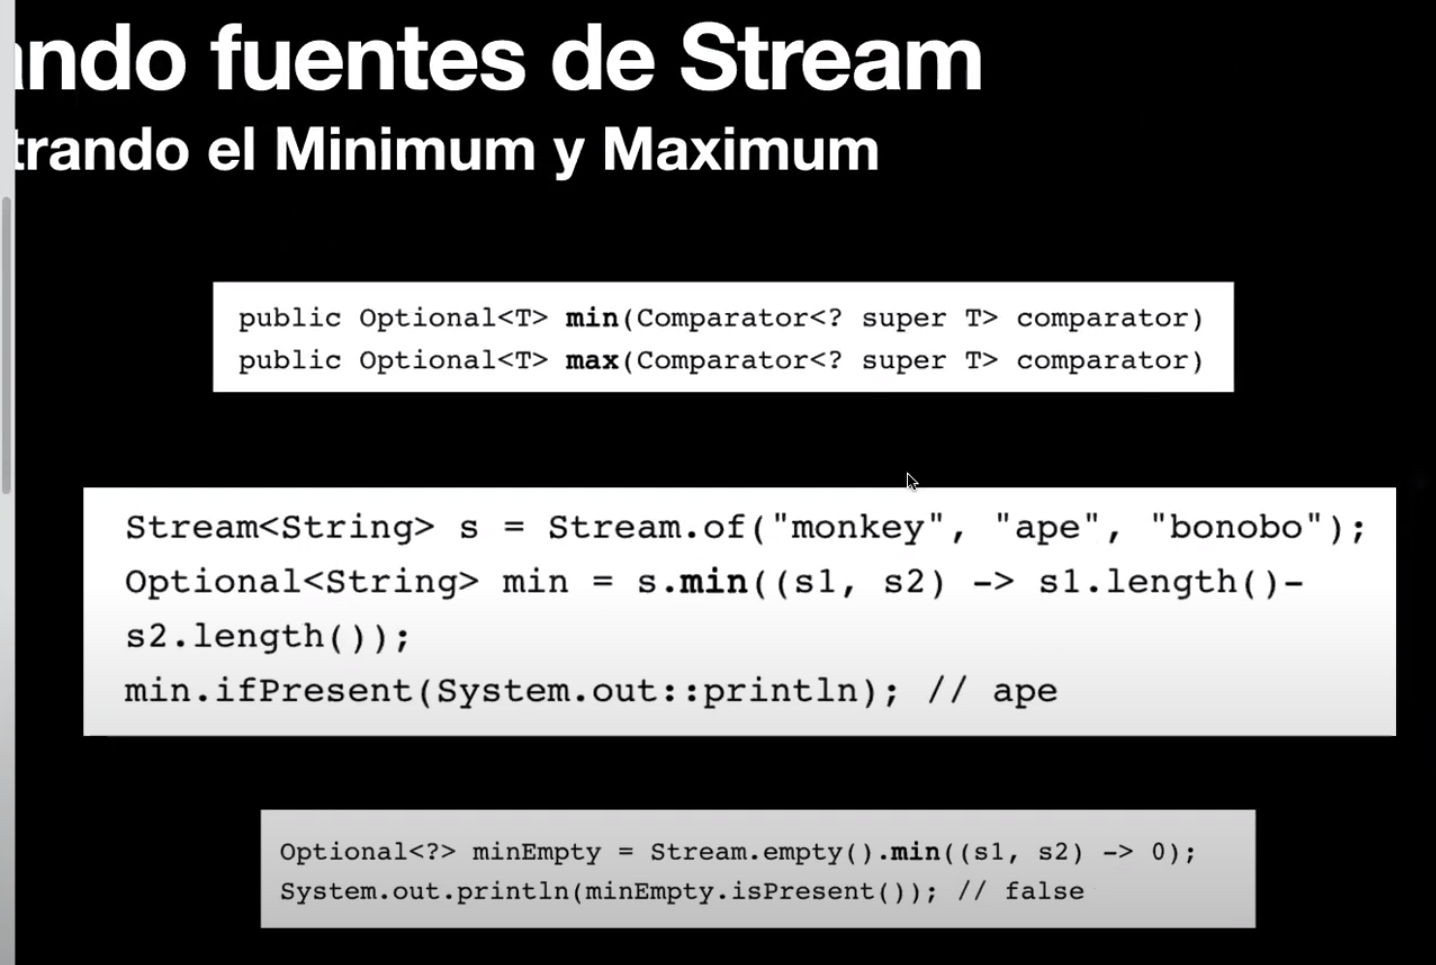 ndo fuentes de Stream
trando el Minimum y Maximum
public Optional<T> min(Comparator<? super T> comparator)
public Optional<T> max(Comparator<? super T> comparator)
Stream<String> s = Stream.of("monkey", "ape", "bonobo");
Optional<String> min = s.min((s1, s2) -> s1.length()-
s2.length());
min.ifPresent(System.out::println); // ape
Optional<?> minEmpty = Stream.empty().min((s1, s2) -> 0);
System.out.println(minEmpty.isPresent()); // false